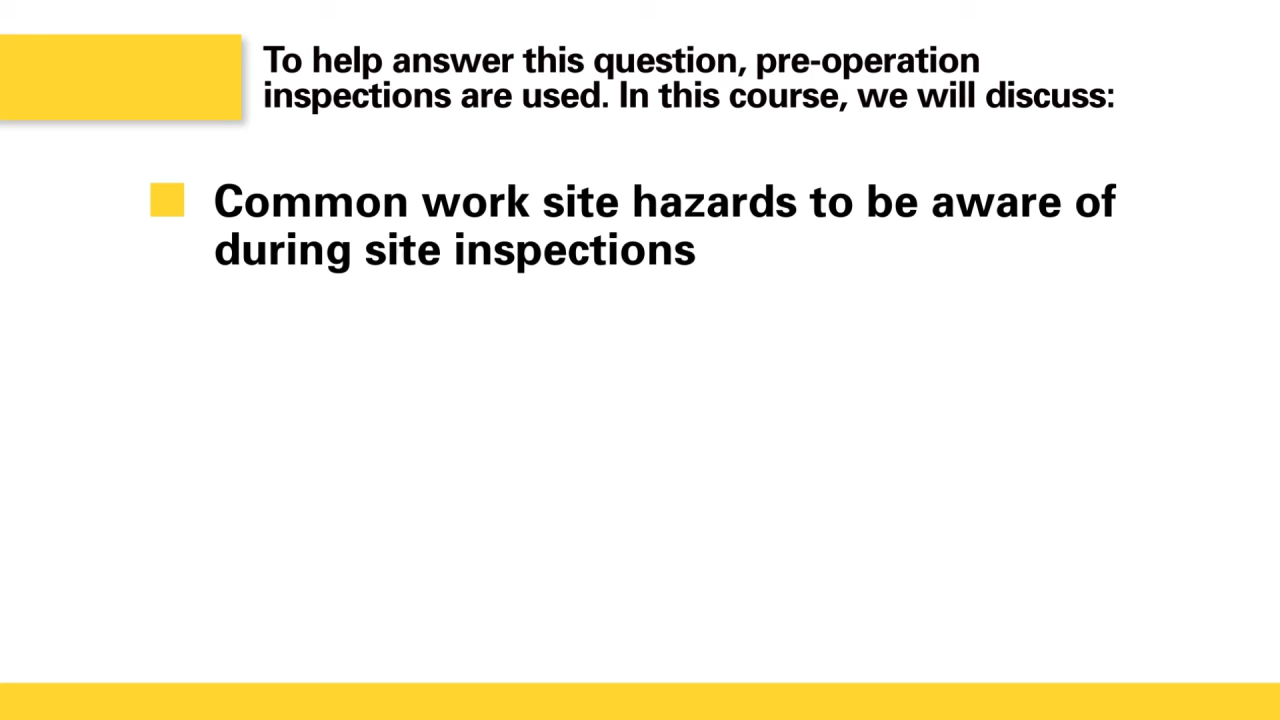 To help answer this question, pre-operation
inspections are used. In this course, we will discuss:
Common work site hazards to be aware of
during site inspections